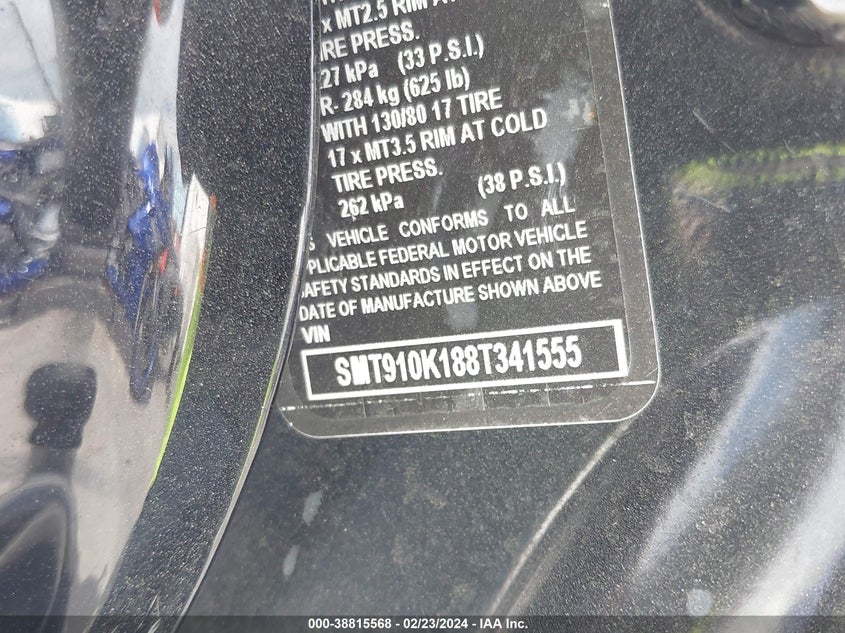 x MT2.5 RIM AT
IRE PRESS.
27 kPa (33 P.S.I.)
R- 284 kg (625 lb)
WITH 130/80 17 TIRE
17 x MT3.5 RIM AT COLD
TIRE PRESS.
262 kPa (38 P.S.I.)
S VEHICLE CONFORMS TO ALL
PPLICABLE FEDERAL MOTOR VEHICLE
AFETY STANDARDS IN EFFECT ON THE
DATE OF MANUFACTURE SHOWN ABOVE
VIN
SMT910K188T341555
000-38815568 - 02/23/2024 - IAA Inc.